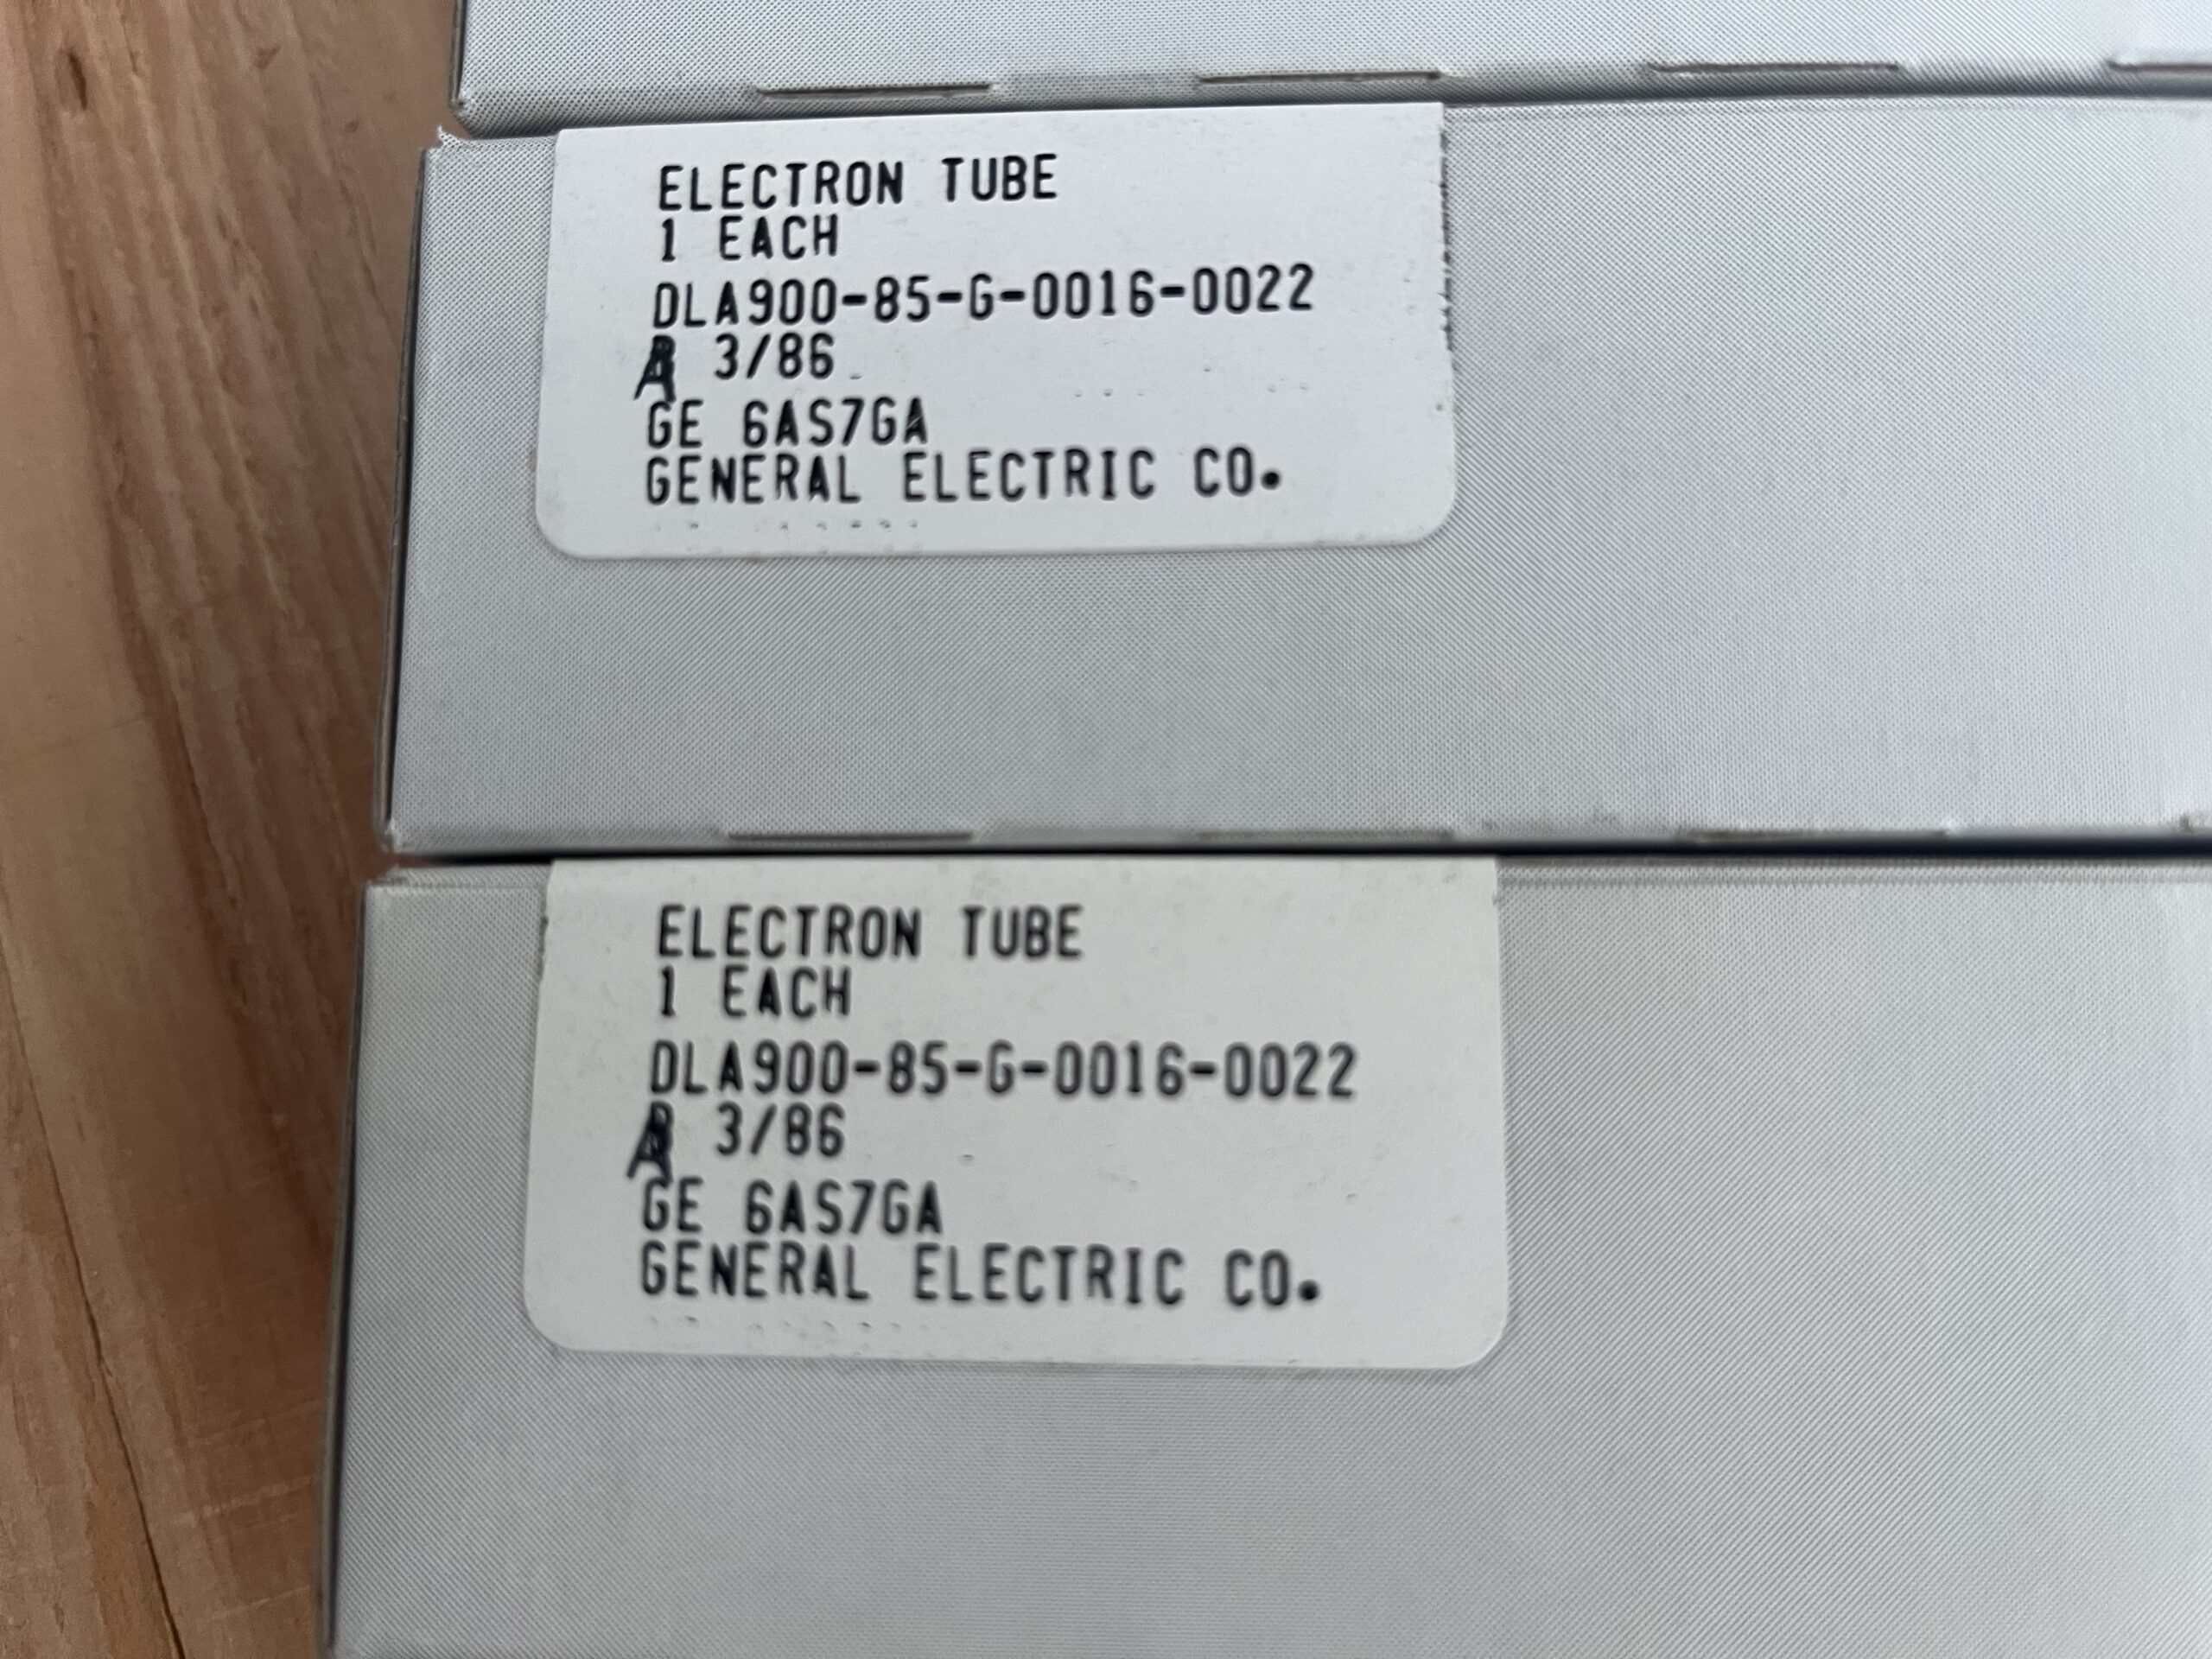 ELECTRON TUBE
1 EACH
DLA900-85-G-0016-0022
A 3/86
GE 6AS7GA
GENERAL ELECTRIC CO.
ELECTRON TUBE
1 EACH
DLA900-85-G-0016-0022
A 3/86
GE 6AS7GA
GENERAL ELECTRIC CO.